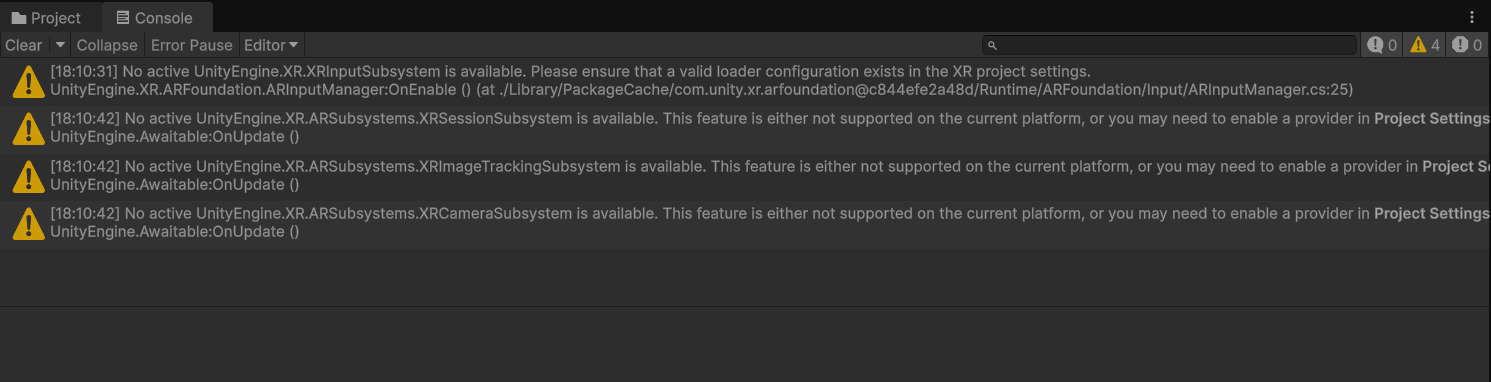 Project Console
Clear Collapse Error Pause Editor 0 4 0
[18:10:31] No active UnityEngine.XR.XRInputSubsystem is available. Please ensure that a valid loader configuration exists in the XR project settings.
UnityEngine.XR.ARFoundation.ARInputManager:OnEnable () (at ./Library/PackageCache/com.unity.xr.arfoundation@c844efe2a48d/Runtime/ARFoundation/Input/ARInputManager.cs:25)
[18:10:42] No active UnityEngine.XR.ARSubsystems.XRSessionSubsystem is available. This feature is either not supported on the current platform, or you may need to enable a provider in Project Settings
UnityEngine.Awaitable:OnUpdate ()
[18:10:42] No active UnityEngine.XR.ARSubsystems.XRImageTrackingSubsystem is available. This feature is either not supported on the current platform, or you may need to enable a provider in Project
UnityEngine.Awaitable:OnUpdate ()
[18:10:42] No active UnityEngine.XR.ARSubsystems.XRCameraSubsystem is available. This feature is either not supported on the current platform, or you may need to enable a provider in Project Settings
UnityEngine.Awaitable:OnUpdate ()